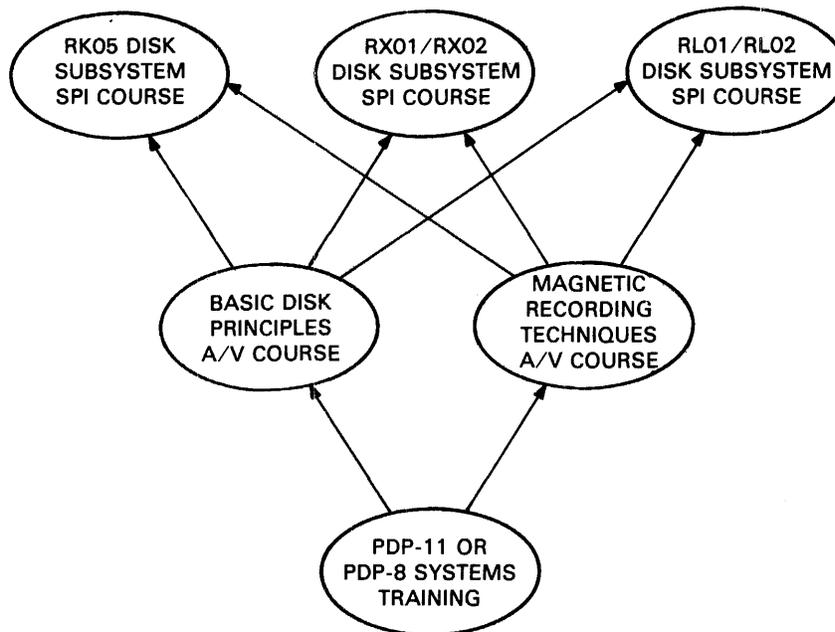 RK05 DISK
SUBSYSTEM
SPI COURSE
RX01/RX02
DISK SUBSYSTEM
SPI COURSE
RL01/RL02
DISK SUBSYSTEM
SPI COURSE
BASIC DISK
PRINCIPLES
A/V COURSE
MAGNETIC
RECORDING
TECHNIQUES
A/V COURSE
PDP-11 OR
PDP-8 SYSTEMS
TRAINING